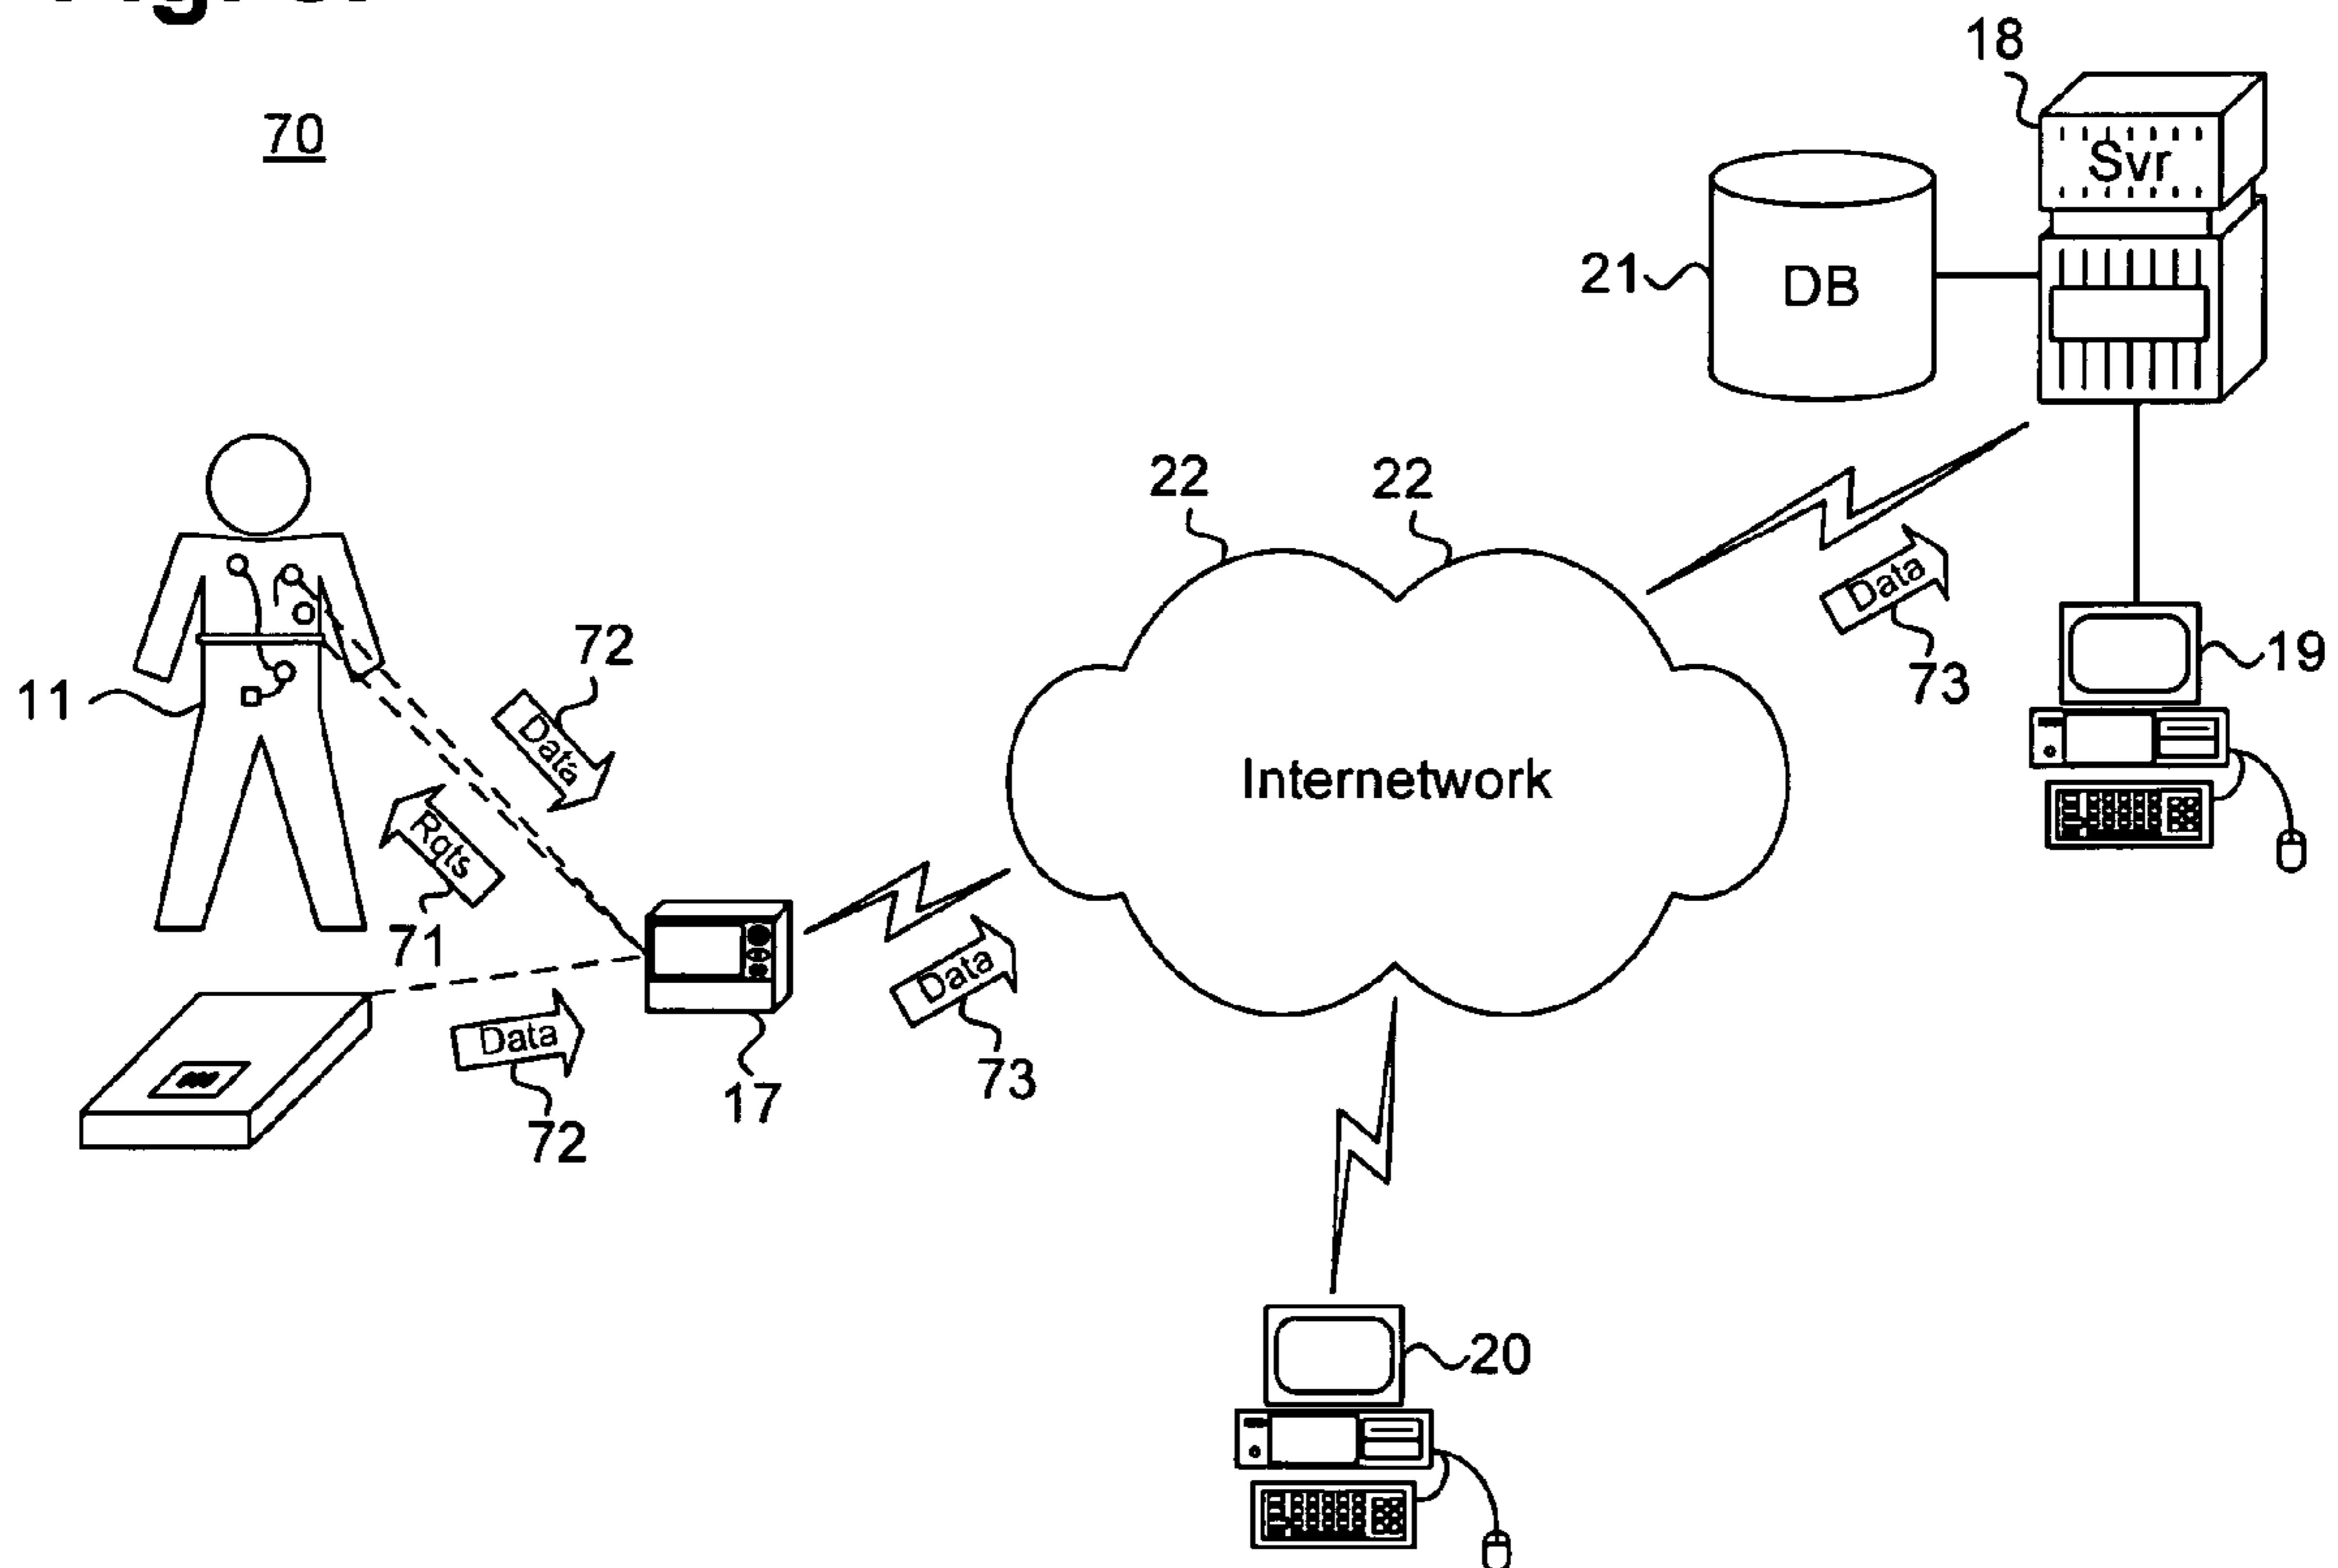 70
18
Svr
21
DB
22
22
Data
73
19
11
72
Data
Rqts
71
Internetwork
Data
73
Data
72
17
20